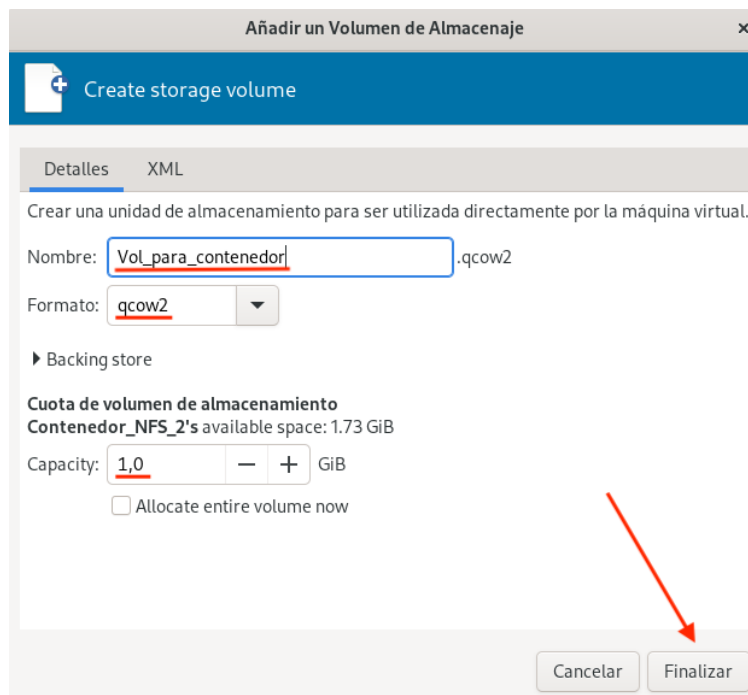 Añadir un Volumen de Almacenaje ×
Create storage volume
Detalles XML
Crear una unidad de almacenamiento para ser utilizada directamente por la máquina virtual.
Nombre: Vol_para_contenedor .qcow2
Formato: qcow2
Backing store
Cuota de volumen de almacenamiento
Contenedor_NFS_2's available space: 1.73 GiB
Capacity: 1,0 − + GiB
Allocate entire volume now
Cancelar Finalizar